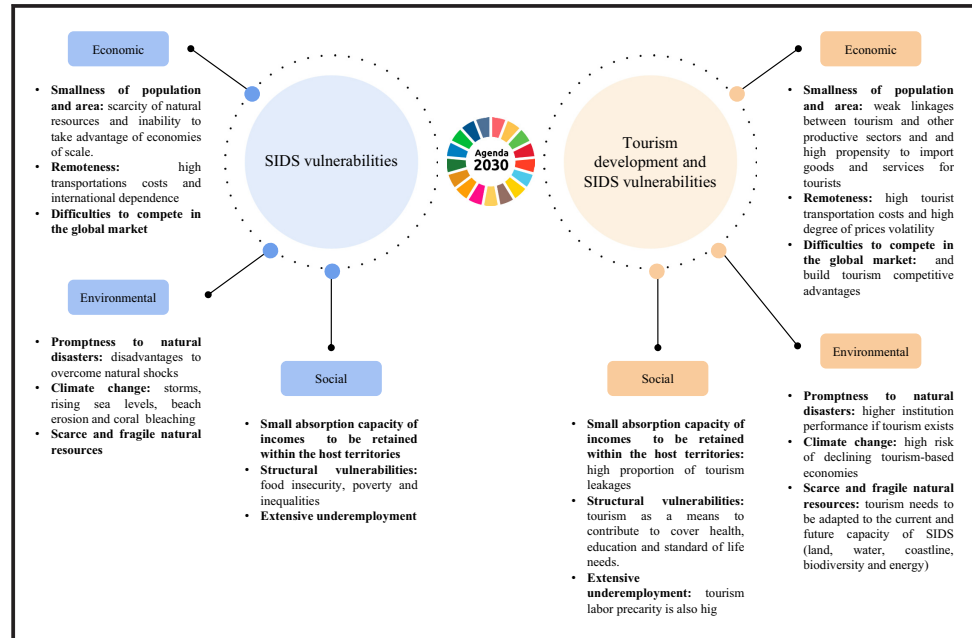 Economic
• Smallness of population
and area: scarcity of natural
resources and inability to
take advantage of economies
of scale.
• Remoteness: high
transportations costs and
international dependence
• Difficulties to compete in
the global market
SIDS vulnerabilities
Environmental
• Promptness to natural
disasters: disadvantages to
overcome natural shocks
• Climate change: storms,
rising sea levels, beach
erosion and coral bleaching
• Scarce and fragile natural
resources
Social
• Small absorption capacity of
incomes to be retained
within the host territories
• Structural vulnerabilities:
food insecurity, poverty and
inequalities
• Extensive underemployment
Agenda
2030
Tourism
development and
SIDS vulnerabilities
Economic
• Smallness of population
and area: weak linkages
between tourism and other
productive sectors and and
high propensity to import
goods and services for
tourists
• Remoteness: high tourist
transportation costs and high
degree of prices volatility
• Difficulties to compete in
the global market: and
build tourism competitive
advantages
Social
• Small absorption capacity of
incomes to be retained
within the host territories:
high proportion of tourism
leakages
• Structural vulnerabilities:
tourism as a means to
contribute to cover health,
education and standard of life
needs.
• Extensive
underemployment: tourism
labor precarity is also hig
Environmental
• Promptness to natural
disasters: higher institution
performance if tourism exists
• Climate change: high risk
of declining tourism-based
economies
• Scarce and fragile natural
resources: tourism needs to
be adapted to the current and
future capacity of SIDS
(land, water, coastline,
biodiversity and energy)